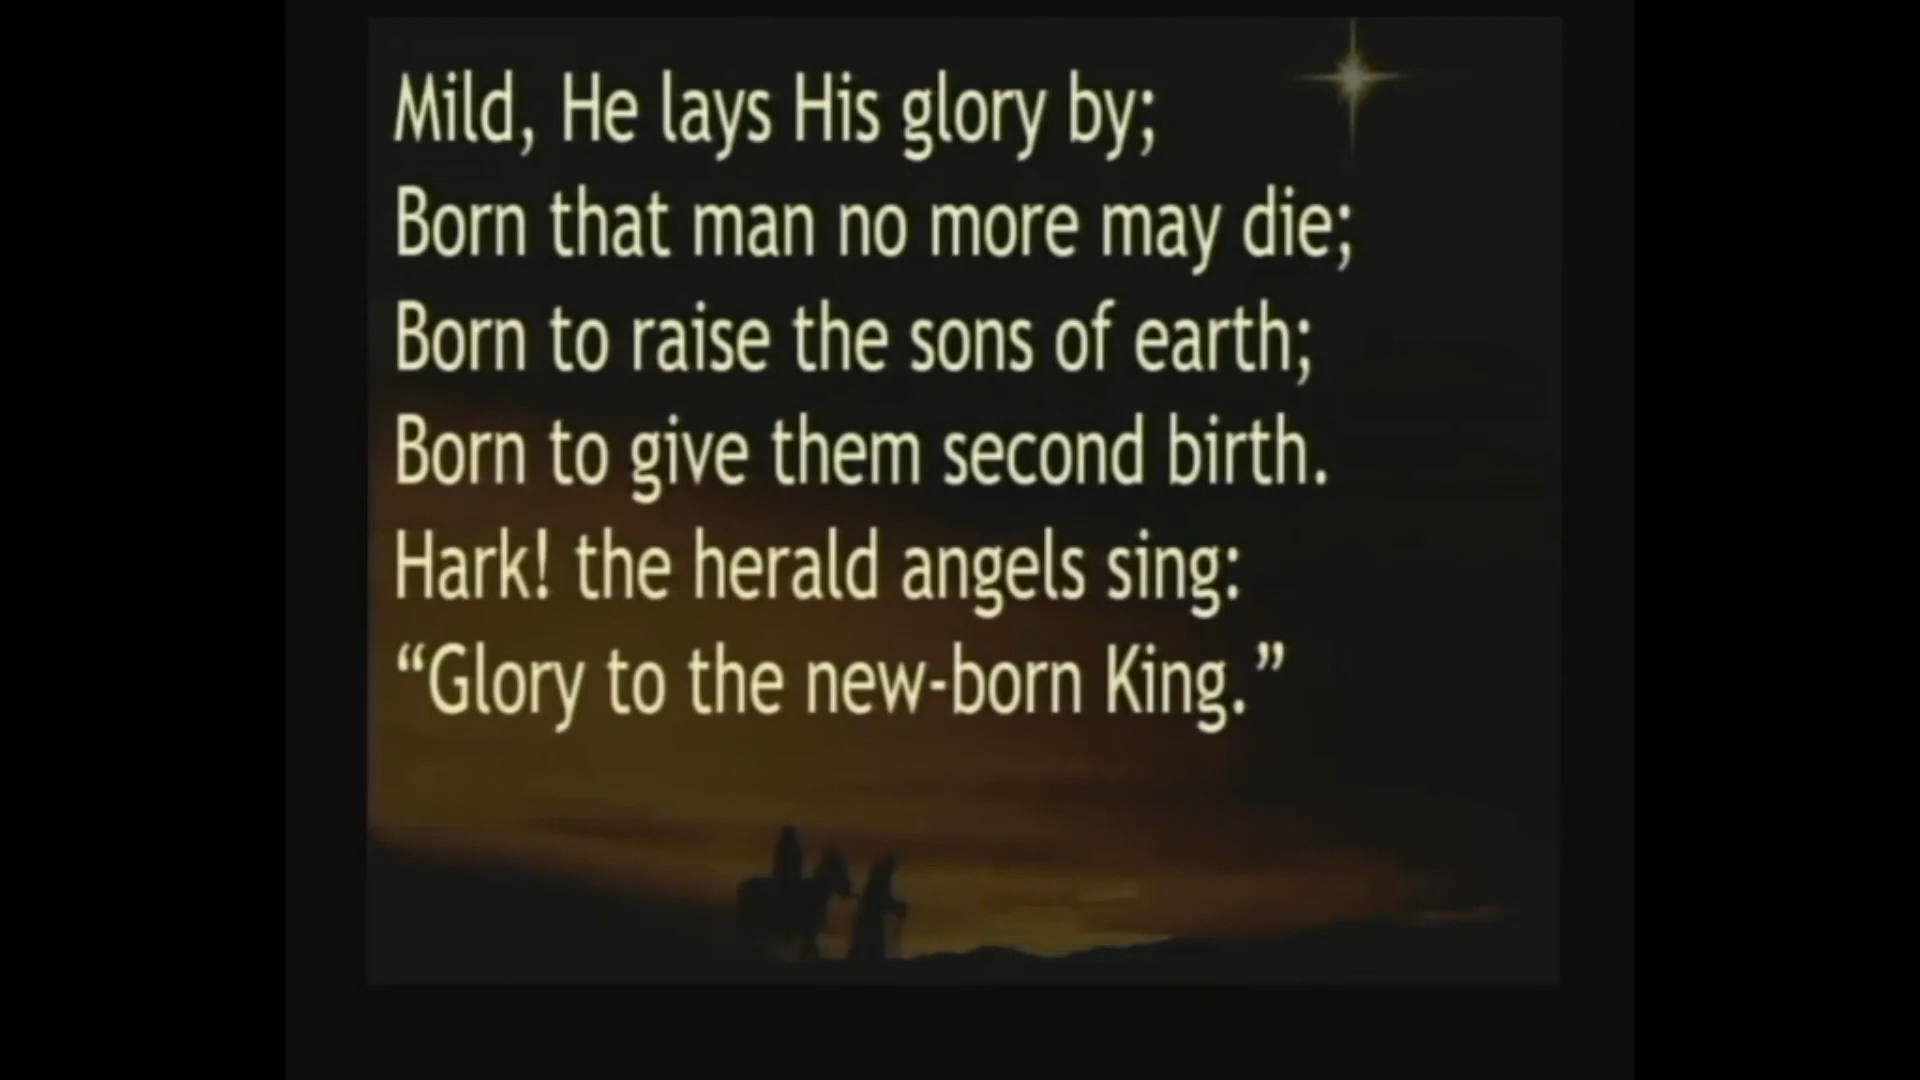 Mild, He lays His glory by;
Born that man no more may die;
Born to raise the sons of earth;
Born to give them second birth.
Hark! the herald angels sing:
“Glory to the new-born King.”